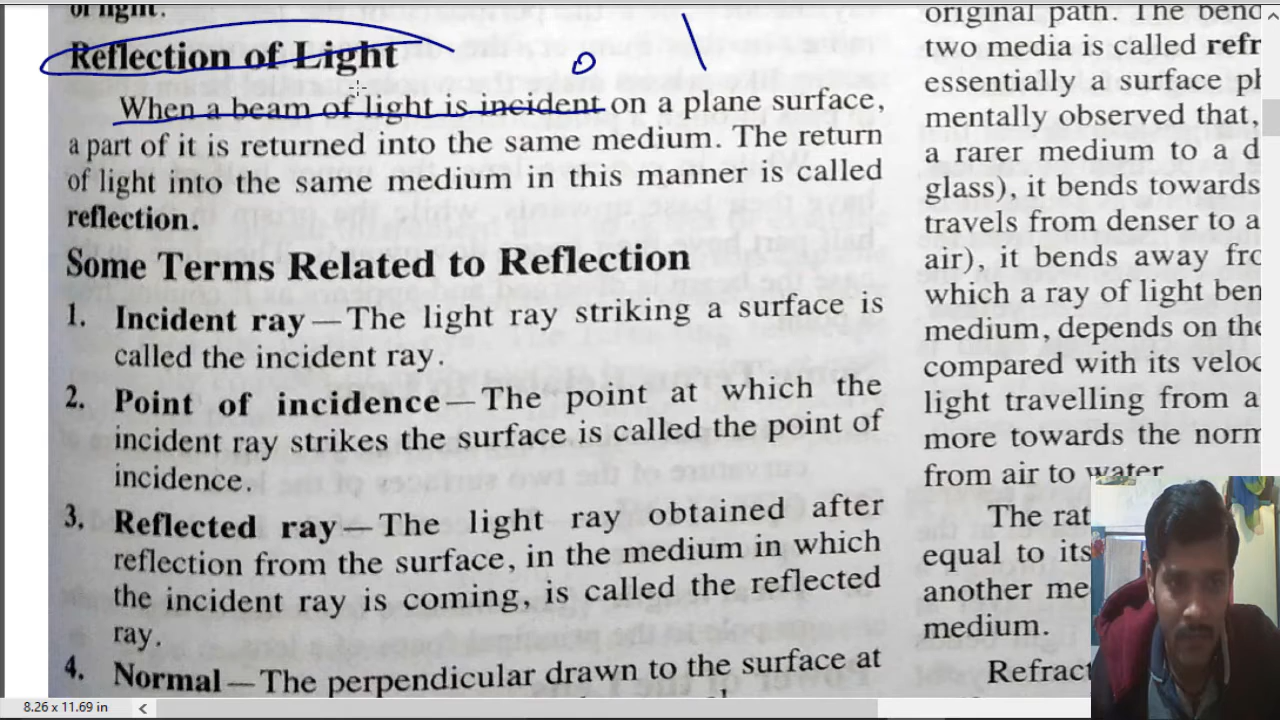 of light.
Reflection of Light
When a beam of light is incident on a plane surface,
a part of it is returned into the same medium. The return
of light into the same medium in this manner is called
reflection.
Some Terms Related to Reflection
1. Incident ray—The light ray striking a surface is
called the incident ray.
2. Point of incidence—The point at which the
incident ray strikes the surface is called the point of
incidence.
3. Reflected ray—The light ray obtained after
reflection from the surface, in the medium in which
the incident ray is coming, is called the reflected
ray.
4. Normal—The perpendicular drawn to the surface at
original path. The bend
two media is called refr
essentially a surface ph
mentally observed that,
a rarer medium to a d
glass), it bends towards
travels from denser to a
air), it bends away fro
which a ray of light ben
medium, depends on the
compared with its veloc
light travelling from a
more towards the norm
from air to water
The rat
equal to its
another me
medium.
Refract
8.26 x 11.69 in